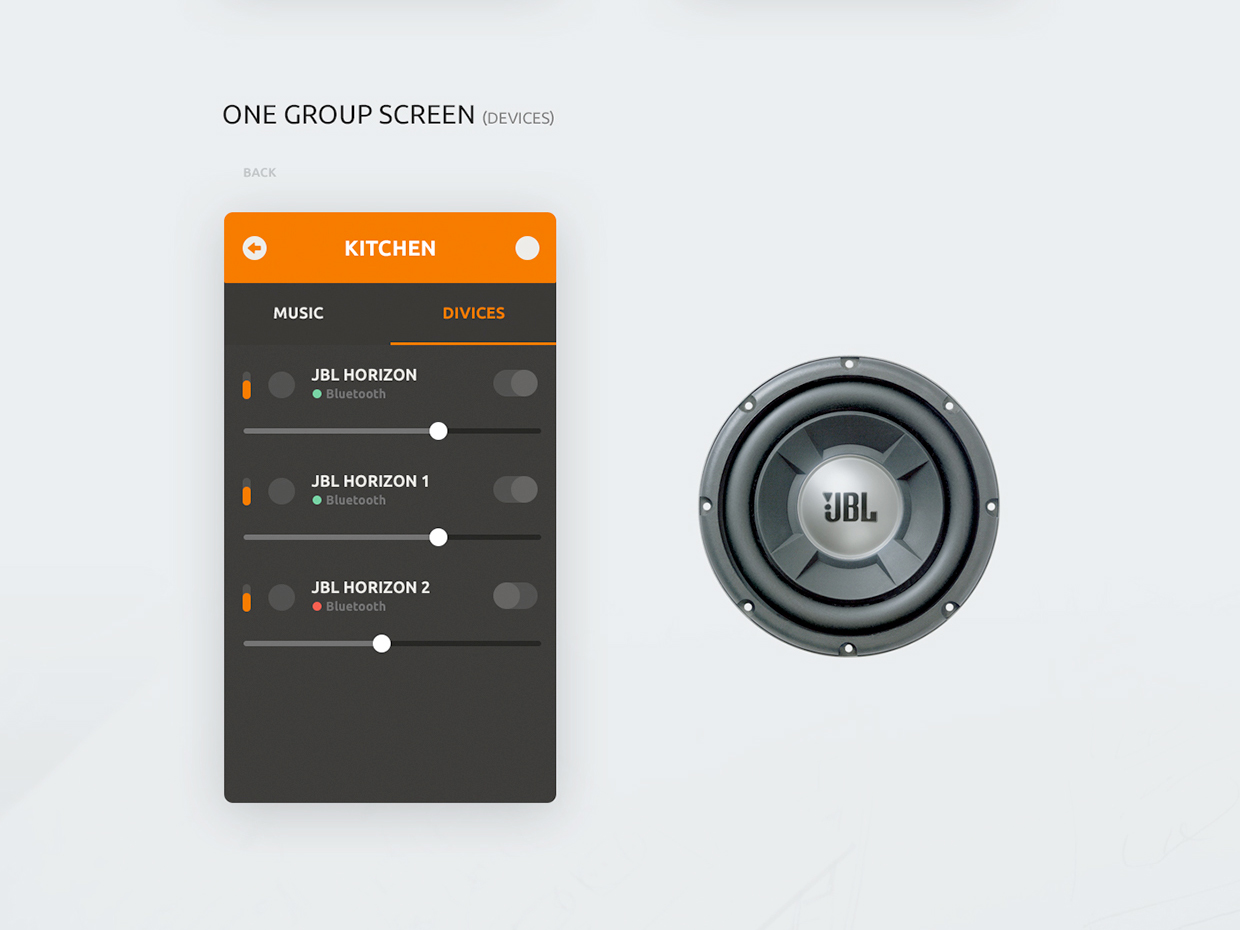 ONE GROUP SCREEN (DEVICES)
BACK
KITCHEN
MUSIC
DIVICES
JBL HORIZON
Bluetooth
JBL HORIZON 1
Bluetooth
JBL HORIZON 2
Bluetooth
JBL